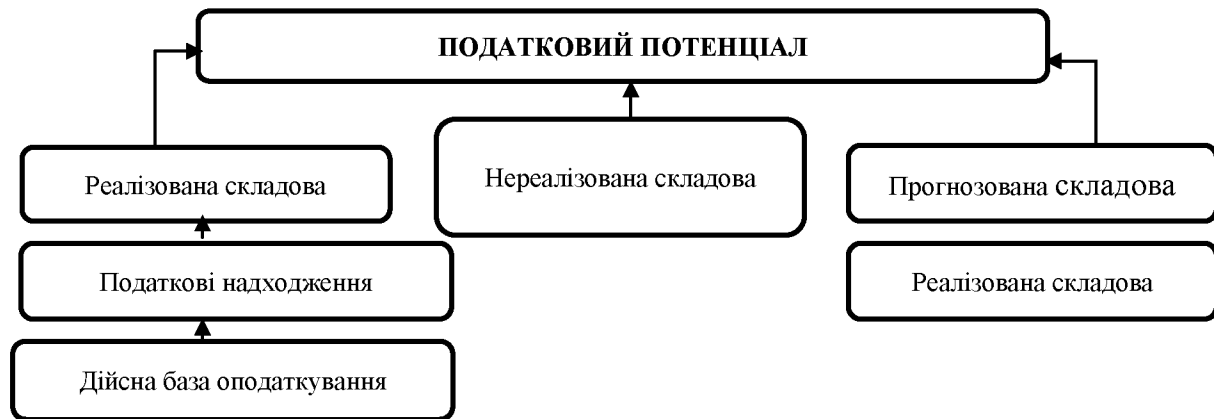 ПОДАТКОВИЙ ПОТЕНЦІАЛ
Реалізована складова
Нереалізована складова
Прогнозована складова
Податкові надходження
Реалізована складова
Дійсна база оподаткування